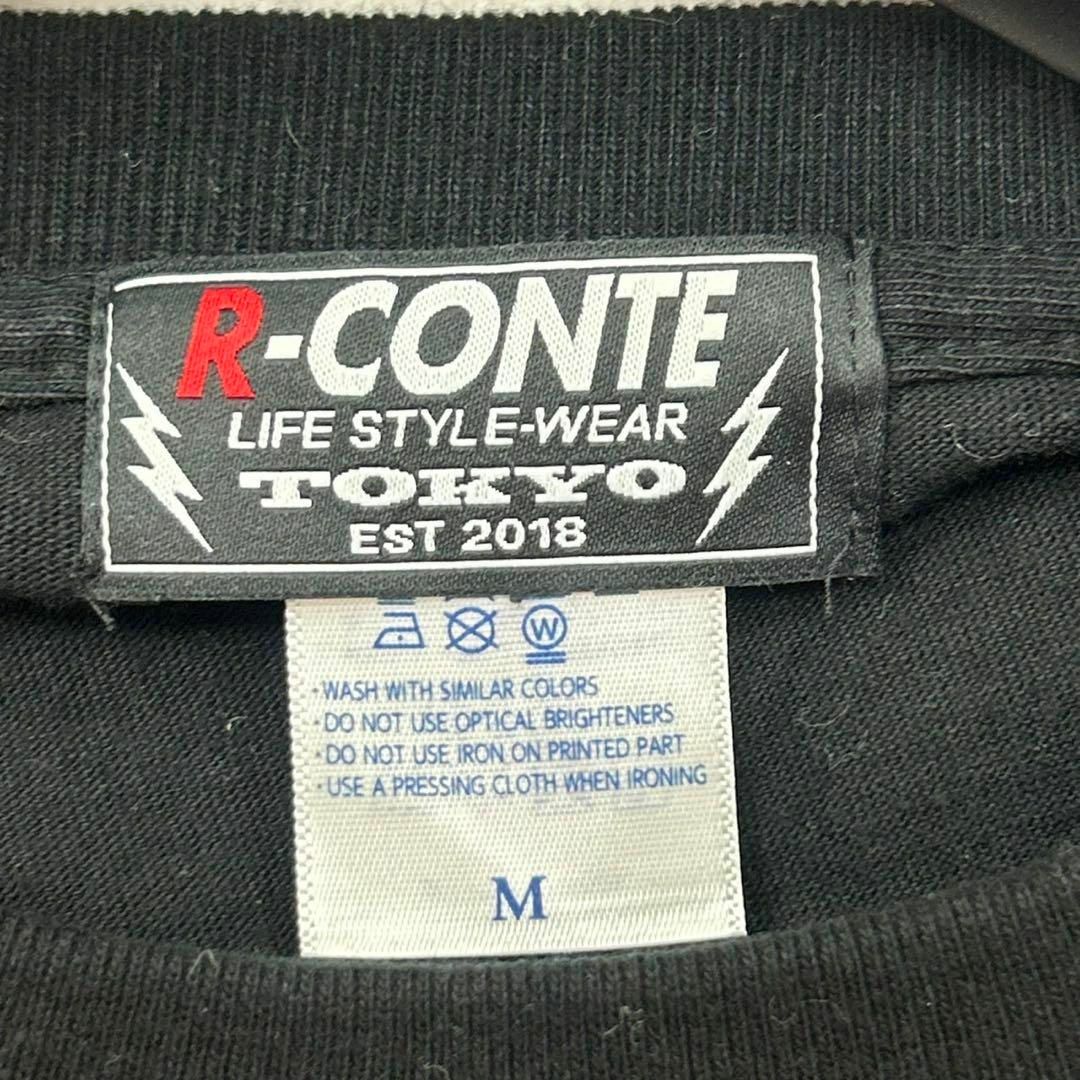 R-CONTE
LIFE STYLE-WEAR
TOKYO
EST 2018
W
·WASH WITH SIMILAR COLORS
·DO NOT USE OPTICAL BRIGHTENERS
·DO NOT USE IRON ON PRINTED PART
·USE A PRESSING CLOTH WHEN IRONING
M